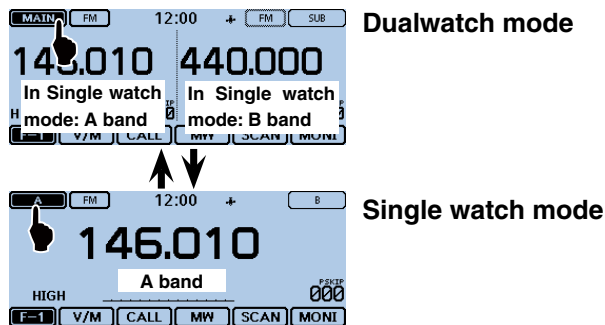 MAIN FM 12:00 FM SUB
Dualwatch mode
146.010 440.000
In Single watch mode: A band
In Single watch mode: B band
F-1 V/M CALL MW SCAN MONI
A FM 12:00 B
Single watch mode
146.010
A band
HIGH PSKIP 000
F-1 V/M CALL MW SCAN MONI